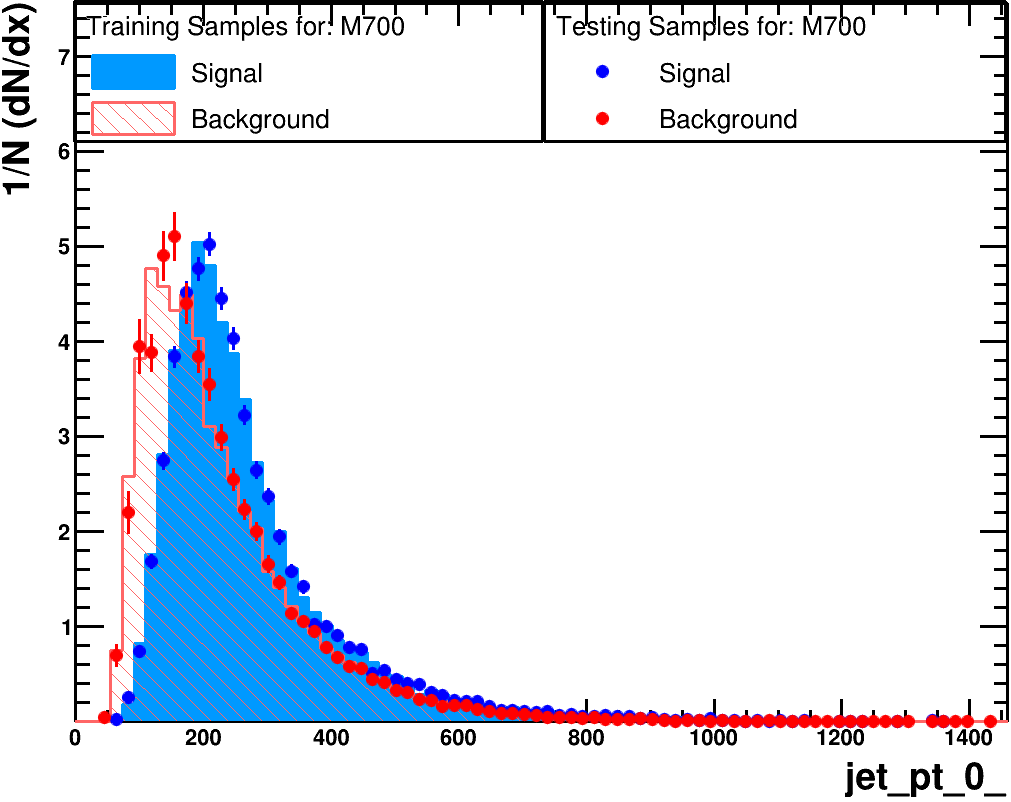 1/N (dN/dx)
Training Samples for: M700
Signal
Background
Testing Samples for: M700
Signal
Background
7
6
5
4
3
2
1
0 200 400 600 800 1000 1200 1400
jet_pt_0_